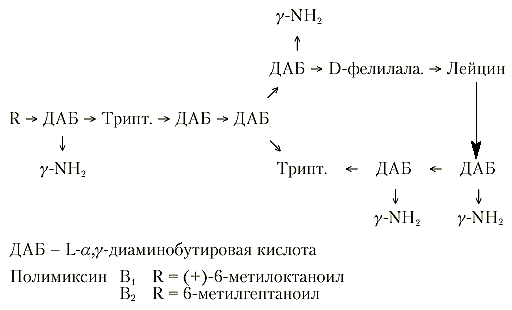 γ-NH₂
↑
ДАБ → D-фелилала. → Лейцин
R → ДАБ → Трипт. → ДАБ → ДАБ
↓
γ-NH₂
Трипт. ← ДАБ ← ДАБ
↓ ↓
γ-NH₂ γ-NH₂
ДАБ – L-α,γ-диаминобутировая кислота
Полимиксин B₁ R = (+)-6-метилоктаноил
B₂ R = 6-метилгептаноил